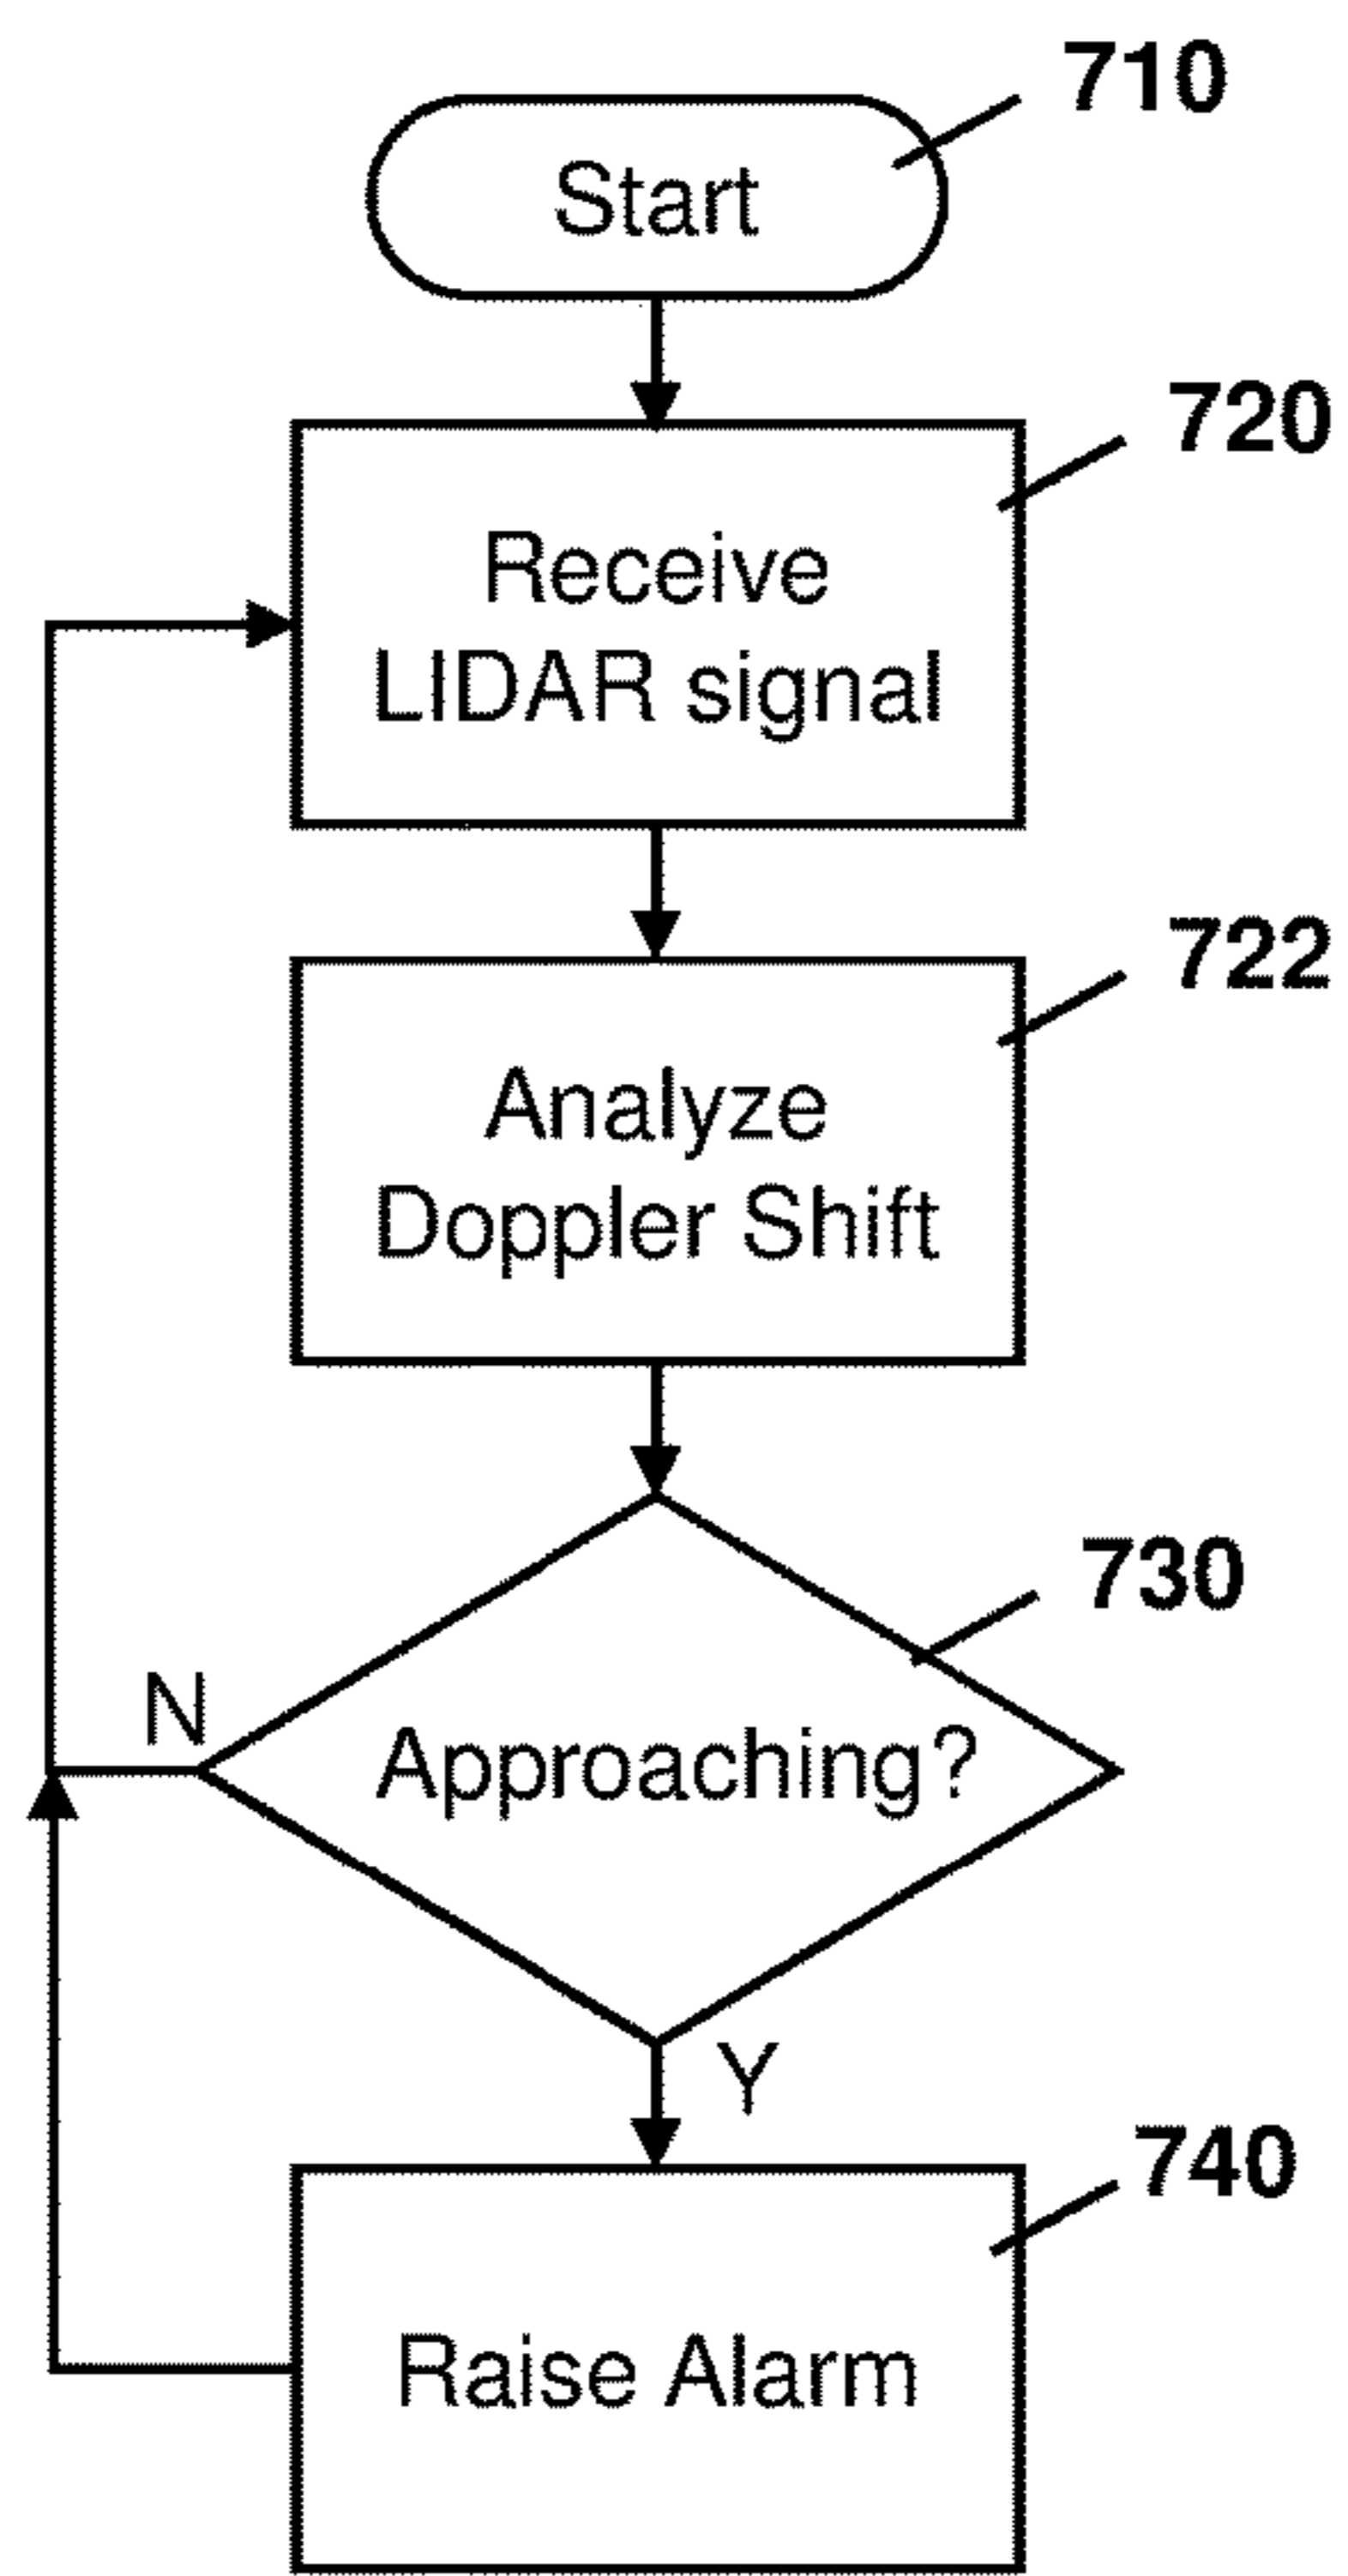 710
Start
720
Receive
LIDAR signal
722
Analyze
Doppler Shift
730
N
Approaching?
Y
740
Raise Alarm